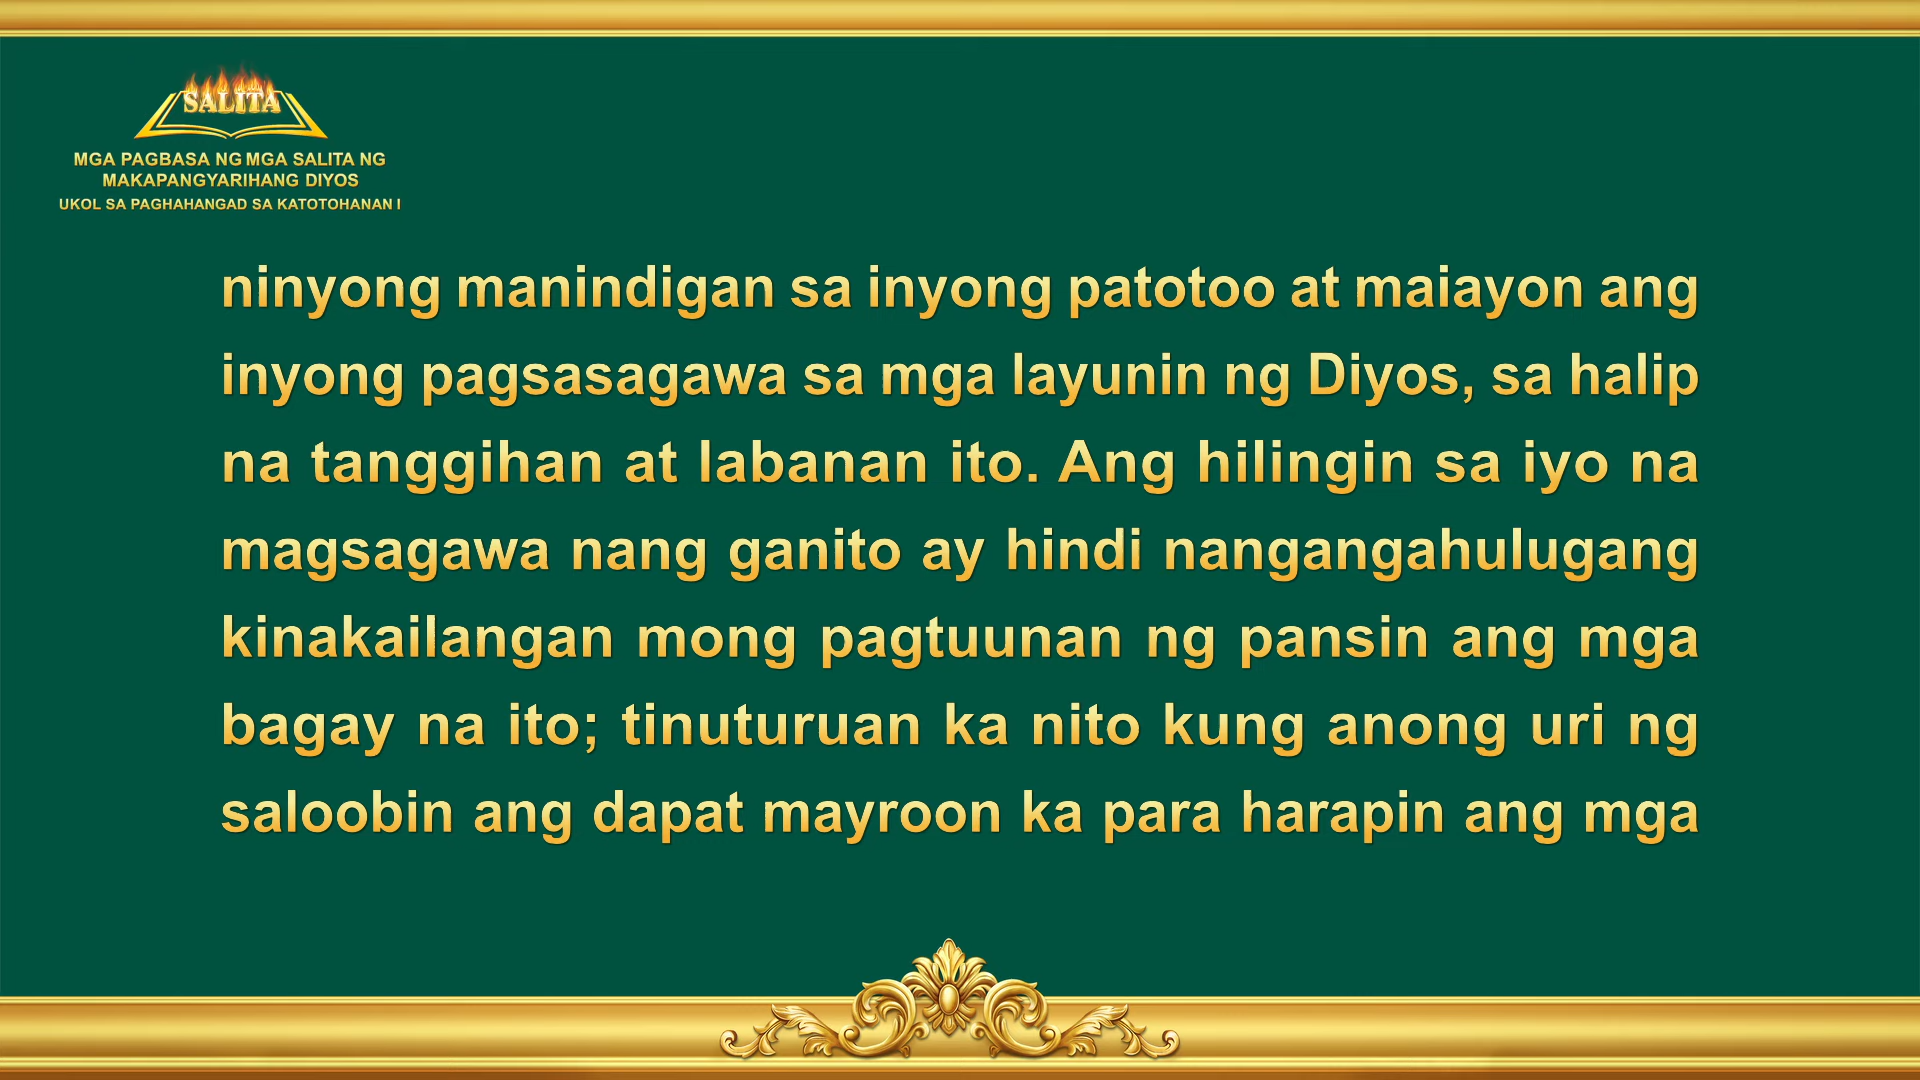 SALITA
MGA PAGBASA NG MGA SALITA NG
MAKAPANGYARIHANG DIYOS
UKOL SA PAGHAHANGAD SA KATOTOHANAN I
ninyong manindigan sa inyong patotoo at maiayon ang
inyong pagsasagawa sa mga layunin ng Diyos, sa halip
na tanggihan at labanan ito. Ang hilingin sa iyo na
magsagawa nang ganito ay hindi nangangahulugang
kinakailangan mong pagtuunan ng pansin ang mga
bagay na ito; tinuturuan ka nito kung anong uri ng
saloobin ang dapat mayroon ka para harapin ang mga